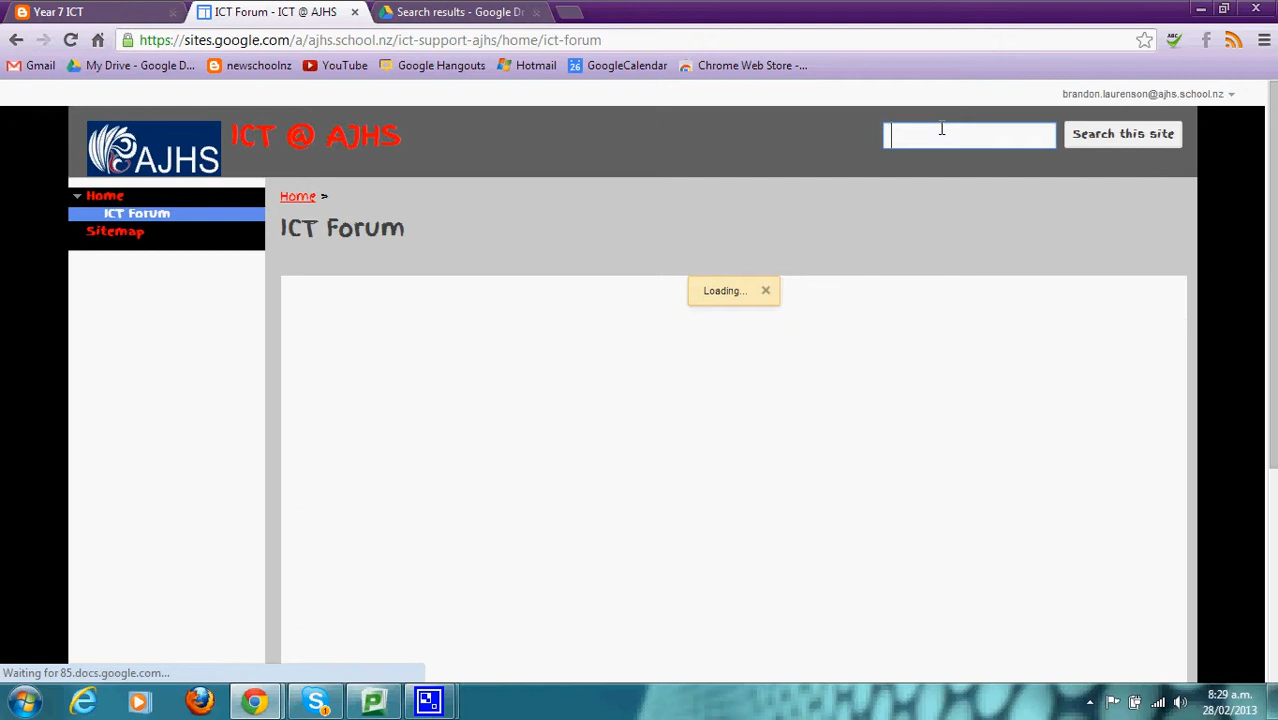 Year 7 ICT
ICT Forum - ICT @ AJHS
Search results - Google Dr
https://sites.google.com/a/ajhs.school.nz/ict-support-ajhs/home/ict-forum
Gmail
My Drive - Google D...
newschoolnz
YouTube
Google Hangouts
Hotmail
26
GoogleCalendar
Chrome Web Store -...
brandon.laurenson@ajhs.school.nz
AJHS
ICT @ AJHS
Search this site
Home
ICT Forum
Sitemap
Home >
ICT Forum
Loading...
Waiting for 85.docs.google.com...
8:29 a.m.
28/02/2013